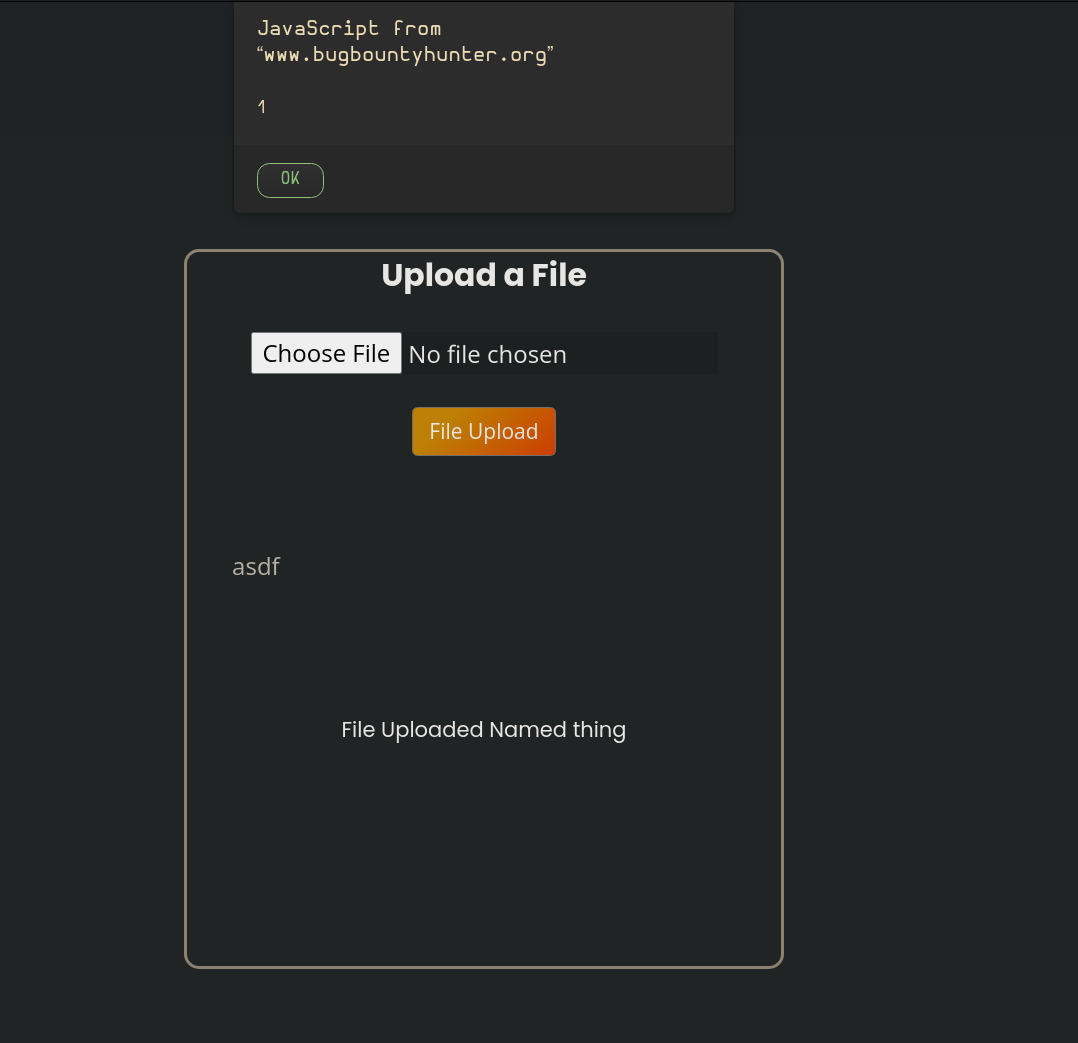 JavaScript from
“www.bugbountyhunter.org”
1
OK
Upload a File
Choose File No file chosen
File Upload
asdf
File Uploaded Named thing